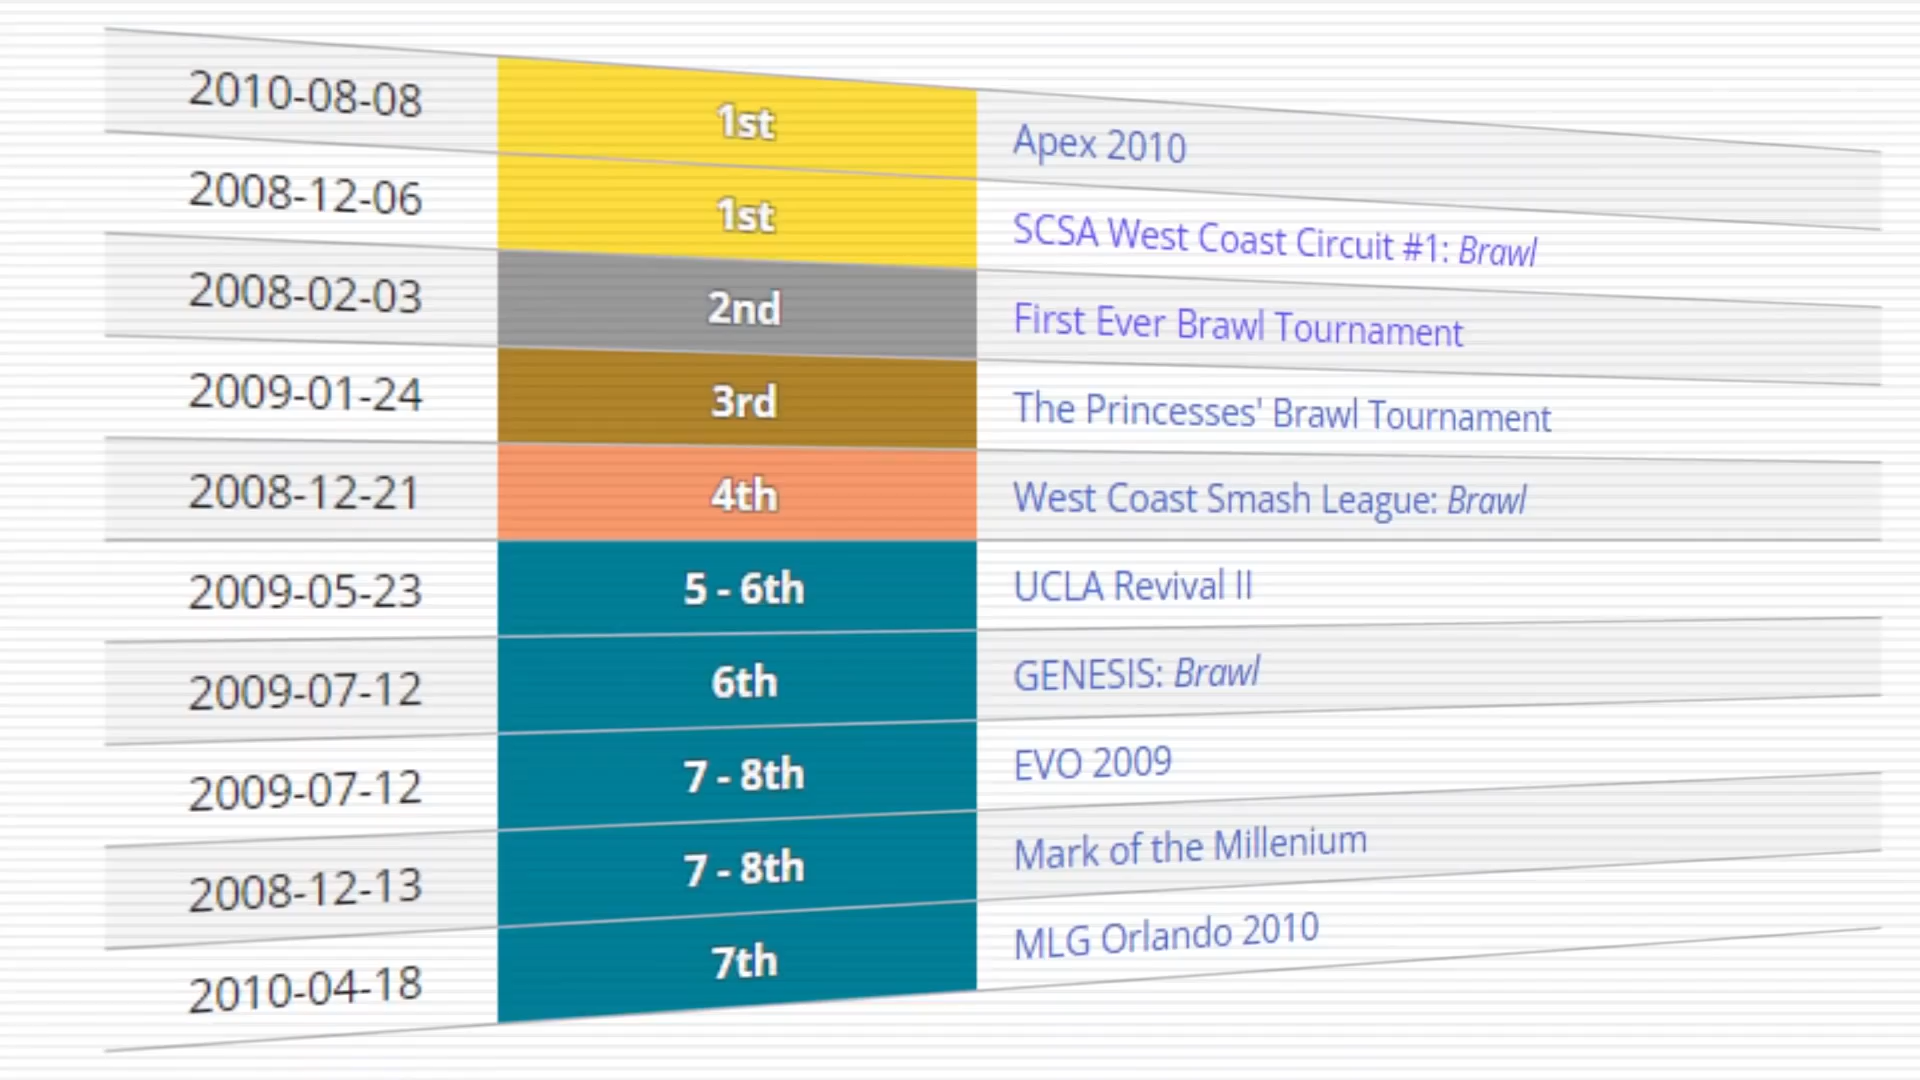 2010-08-08 1st Apex 2010
2008-12-06 1st SCSA West Coast Circuit #1: Brawl
2008-02-03 2nd First Ever Brawl Tournament
2009-01-24 3rd The Princesses' Brawl Tournament
2008-12-21 4th West Coast Smash League: Brawl
2009-05-23 5 - 6th UCLA Revival II
2009-07-12 6th GENESIS: Brawl
2009-07-12 7 - 8th EVO 2009
2008-12-13 7 - 8th Mark of the Millenium
2010-04-18 7th MLG Orlando 2010